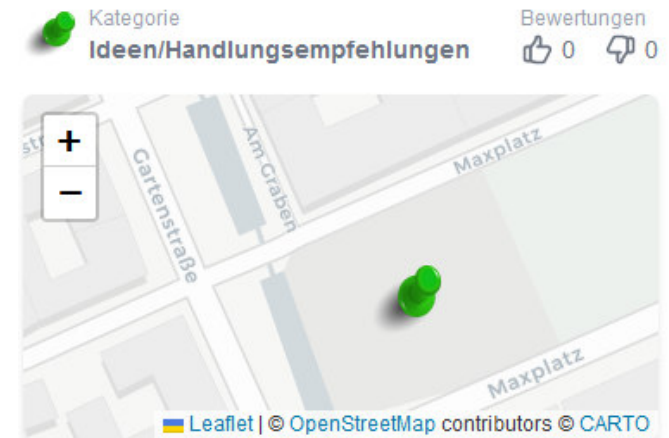 Kategorie
Ideen/Handlungsempfehlungen
Bewertungen
0 0
+
−
Gartenstraße
Am Graben
Maxplatz
Maxplatz
Leaflet | © OpenStreetMap contributors © CARTO